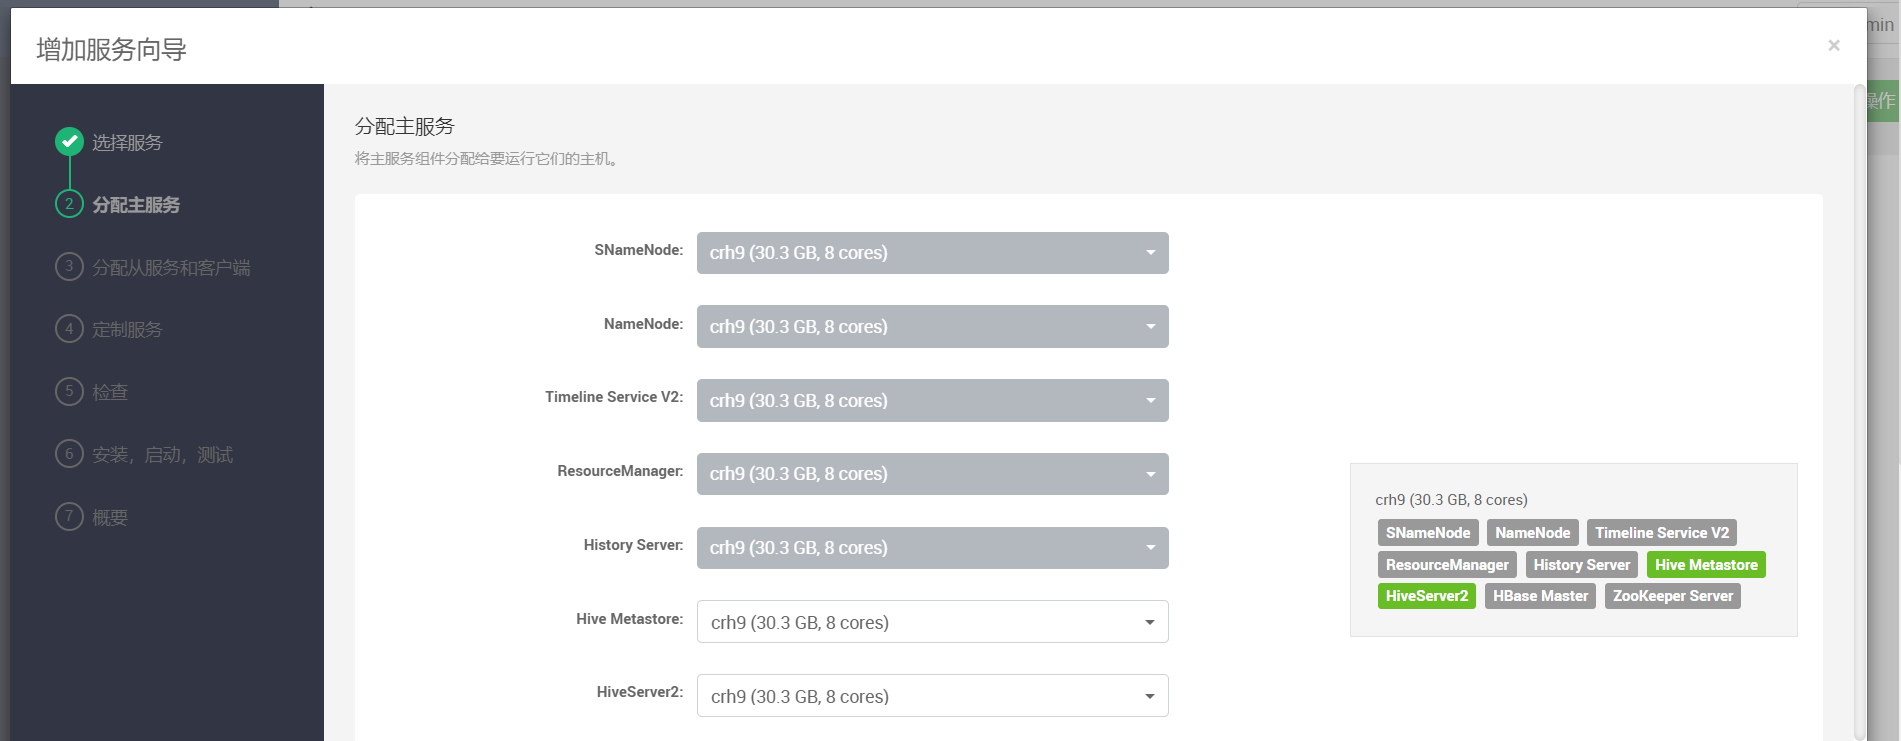 增加服务向导
×
min
操作
选择服务
2 分配主服务
3 分配从服务和客户端
4 定制服务
5 检查
6 安装，启动，测试
7 概要
分配主服务
将主服务组件分配给要运行它们的主机。
SNameNode: crh9 (30.3 GB, 8 cores)
NameNode: crh9 (30.3 GB, 8 cores)
Timeline Service V2: crh9 (30.3 GB, 8 cores)
ResourceManager: crh9 (30.3 GB, 8 cores)
History Server: crh9 (30.3 GB, 8 cores)
Hive Metastore: crh9 (30.3 GB, 8 cores)
HiveServer2: crh9 (30.3 GB, 8 cores)
crh9 (30.3 GB, 8 cores)
SNameNode NameNode Timeline Service V2
ResourceManager History Server Hive Metastore
HiveServer2 HBase Master ZooKeeper Server